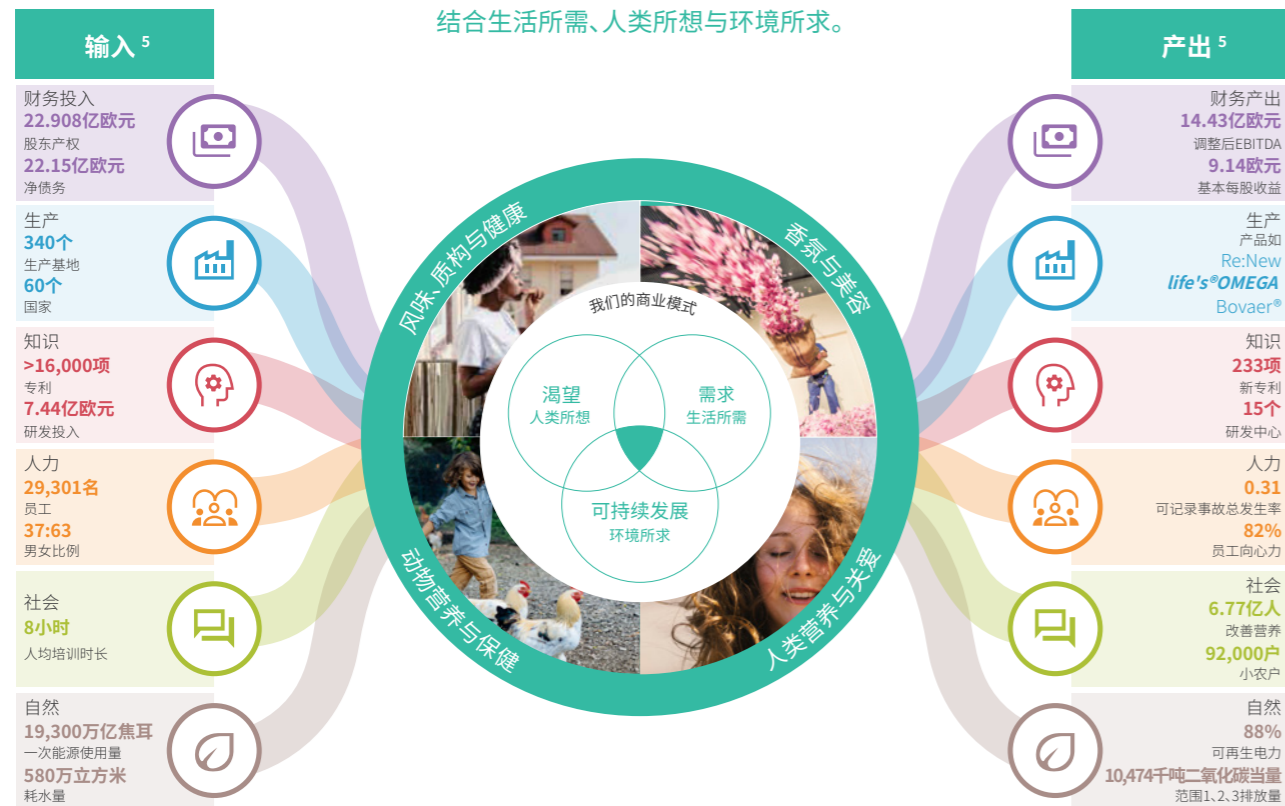 结合生活所需、人类所想与环境所求。
输入 5
财务投入
22.908亿欧元
股东产权
22.15亿欧元
净债务
生产
340个
生产基地
60个
国家
知识
>16,000项
专利
7.44亿欧元
研发投入
人力
29,301名
员工
37:63
男女比例
社会
8小时
人均培训时长
自然
19,300万亿焦耳
一次能源使用量
580万立方米
耗水量
风味、质构与健康
香氛与美容
动物营养与保健
人类营养与关爱
我们的商业模式
渴望
人类所想
需求
生活所需
可持续发展
环境所求
产出 5
财务产出
14.43亿欧元
调整后EBITDA
9.14欧元
基本每股收益
生产
产品如
Re:New
life's®OMEGA
Bovaer®
知识
233项
新专利
15个
研发中心
人力
0.31
可记录事故总发生率
82%
员工向心力
社会
6.77亿人
改善营养
92,000户
小农户
自然
88%
可再生电力
10,474千吨二氧化碳当量
范围1、2、3排放量